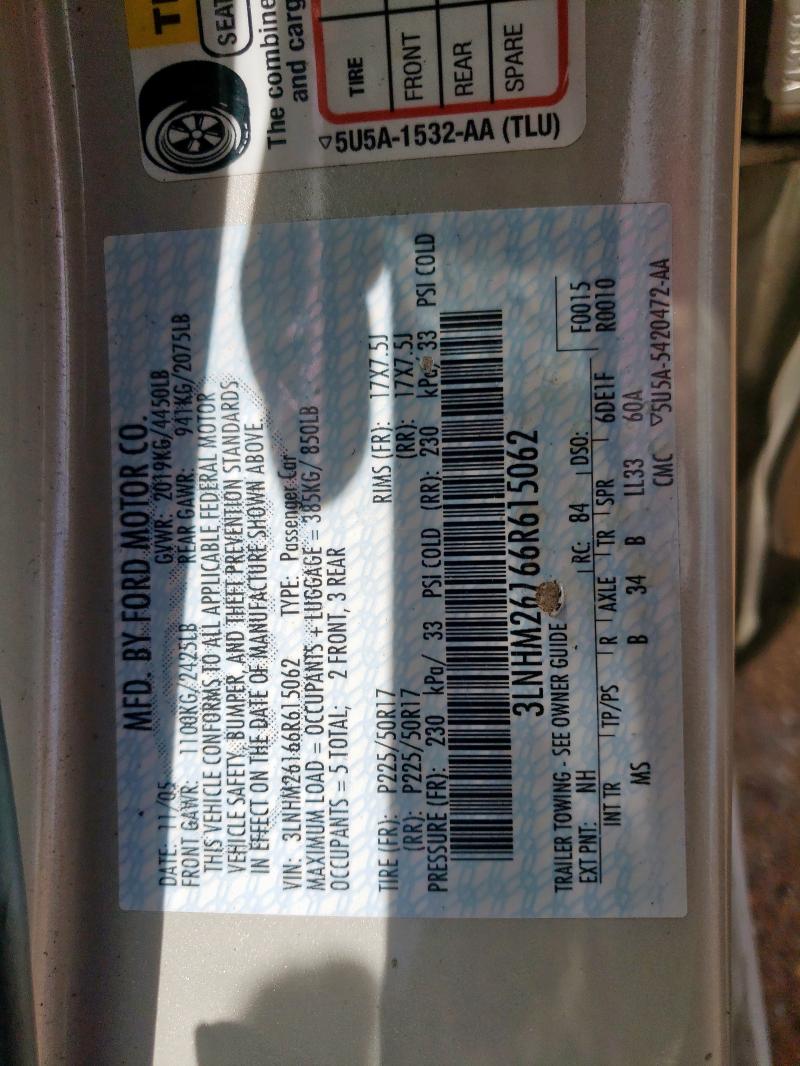 MFD. BY FORD MOTOR CO.
DATE: 11/05 GVWR: 2019KG/4450LB
FRONT GAWR: 1100KG/2425LB REAR GAWR: 941KG/2075LB
THIS VEHICLE CONFORMS TO ALL APPLICABLE FEDERAL MOTOR
VEHICLE SAFETY, BUMPER, AND THEFT PREVENTION STANDARDS
IN EFFECT ON THE DATE OF MANUFACTURE SHOWN ABOVE
VIN: 3LNHM26166R615062 TYPE: Passenger Car
MAXIMUM LOAD = OCCUPANTS + LUGGAGE = 385KG/ 850LB
OCCUPANTS = 5 TOTAL; 2 FRONT, 3 REAR
TIRE (FR): P225/50R17 RIMS (FR): 17X7.5J
(RR): P225/50R17 (RR): 17X7.5J
PRESSURE (FR): 230 kPa/ 33 PSI COLD (RR): 230 kPa/ 33 PSI COLD
3LNHM26166R615062
TRAILER TOWING - SEE OWNER GUIDE
EXT PNT: NH RC: 84 DSO: F0015
INT TR TP/PS R AXLE TR SPR 6DE1F R0010
MS B 34 B LL33 60A
CMC ▽5U5A-5420472-AA
SEAT
The combine
and carg
TIRE
FRONT
REAR
SPARE
▽5U5A-1532-AA (TLU)